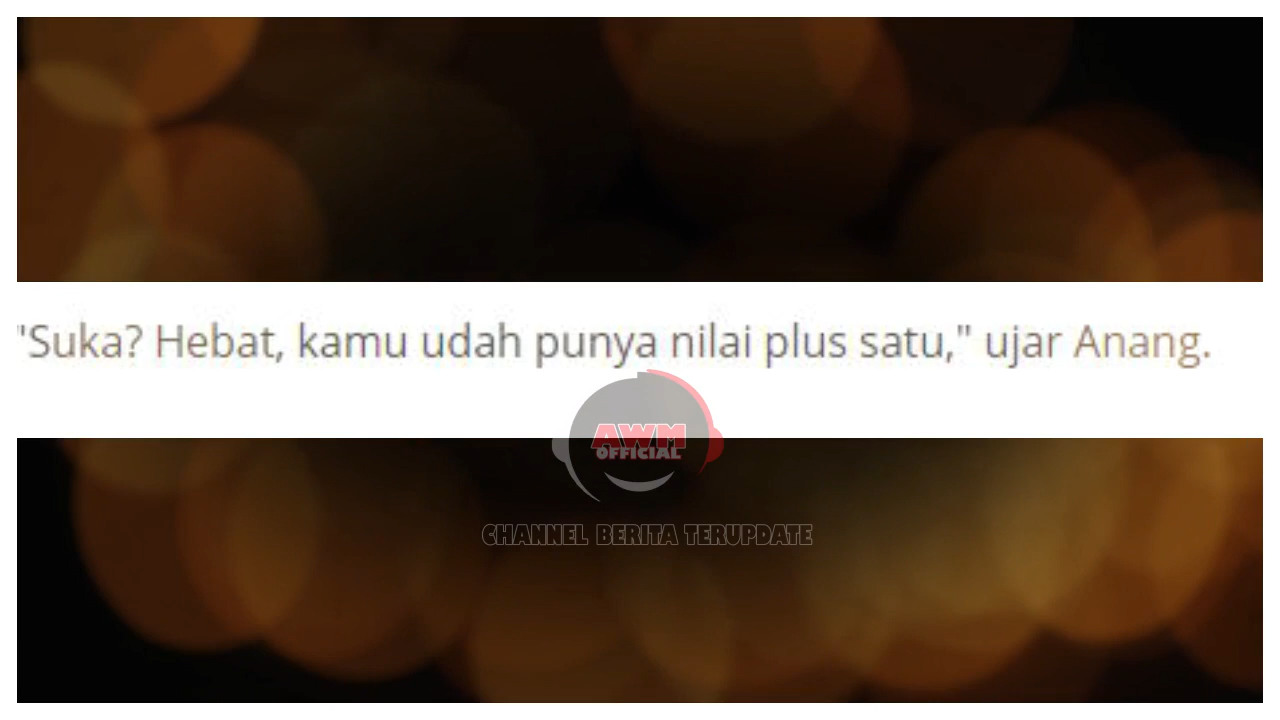 "Suka? Hebat, kamu udah punya nilai plus satu," ujar Anang.
AWM
OFFICIAL
CHANNEL BERITA TERUPDATE